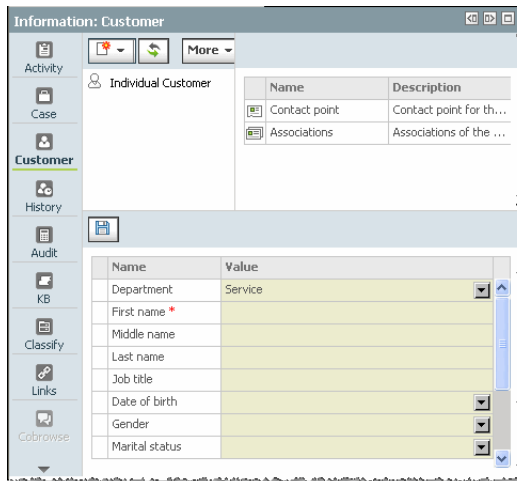 Information: Customer
More
Activity
Case
Customer
History
Audit
KB
Classify
Links
Cobrowse
Individual Customer
Name Description
Contact point Contact point for th...
Associations Associations of the ...
Name Value
Department Service
First name *
Middle name
Last name
Job title
Date of birth
Gender
Marital status